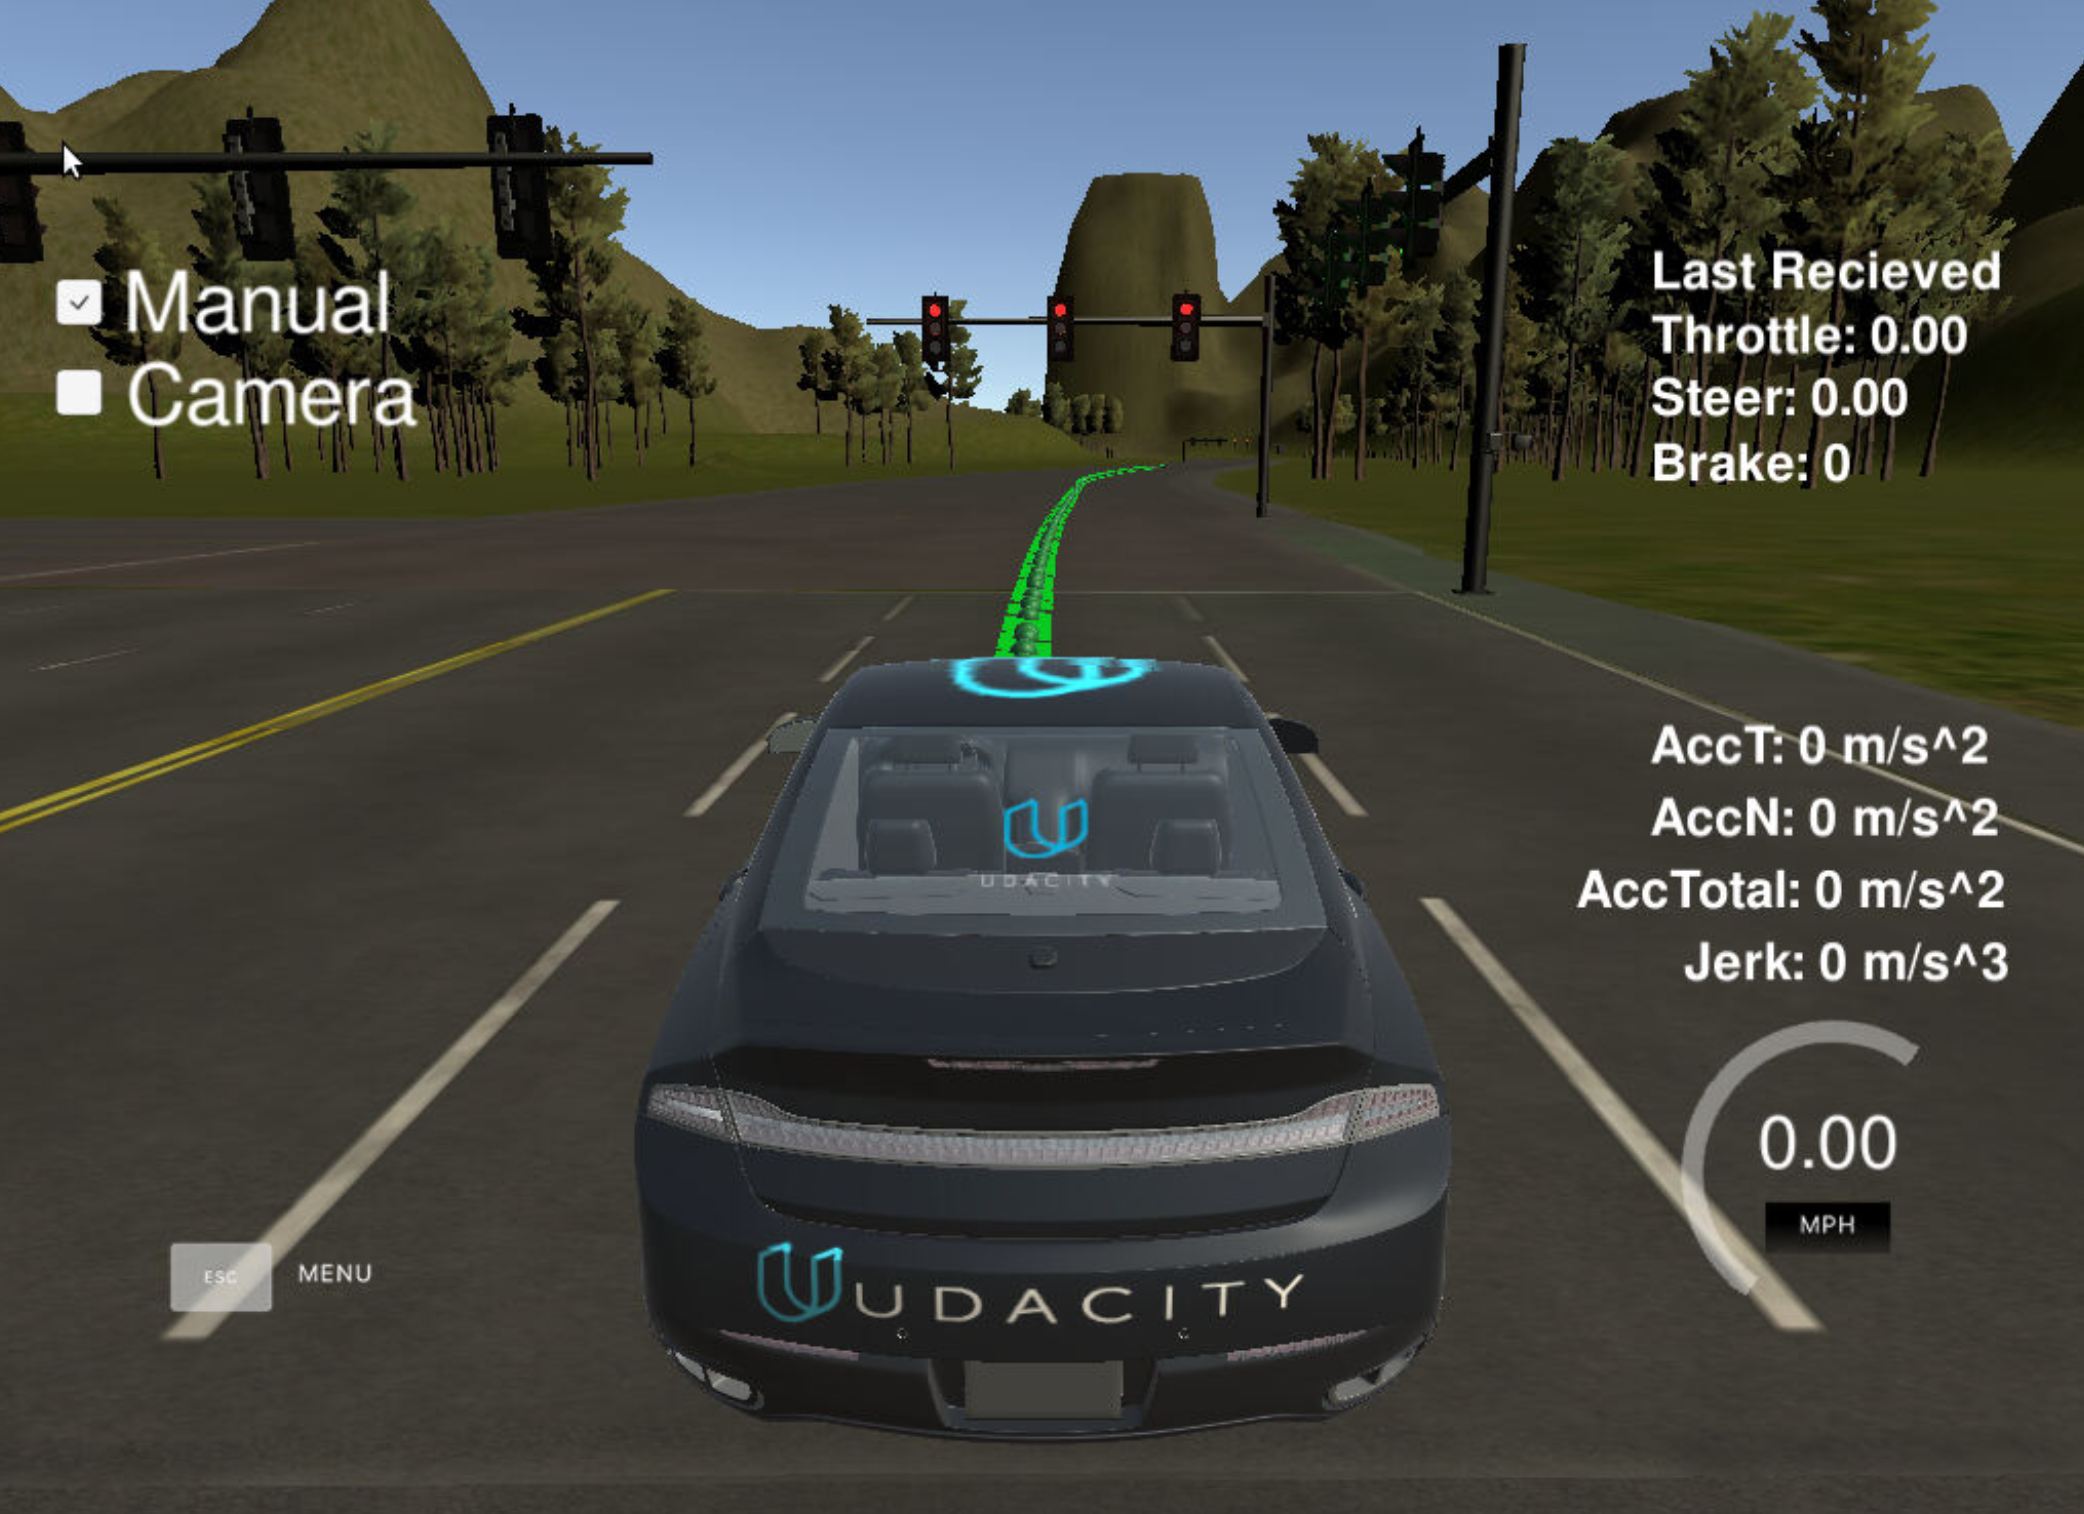 Manual
Camera
Last Recieved
Throttle: 0.00
Steer: 0.00
Brake: 0
AccT: 0 m/s^2
AccN: 0 m/s^2
AccTotal: 0 m/s^2
Jerk: 0 m/s^3
0.00
MPH
ESC
MENU
UDACITY
UDACITY